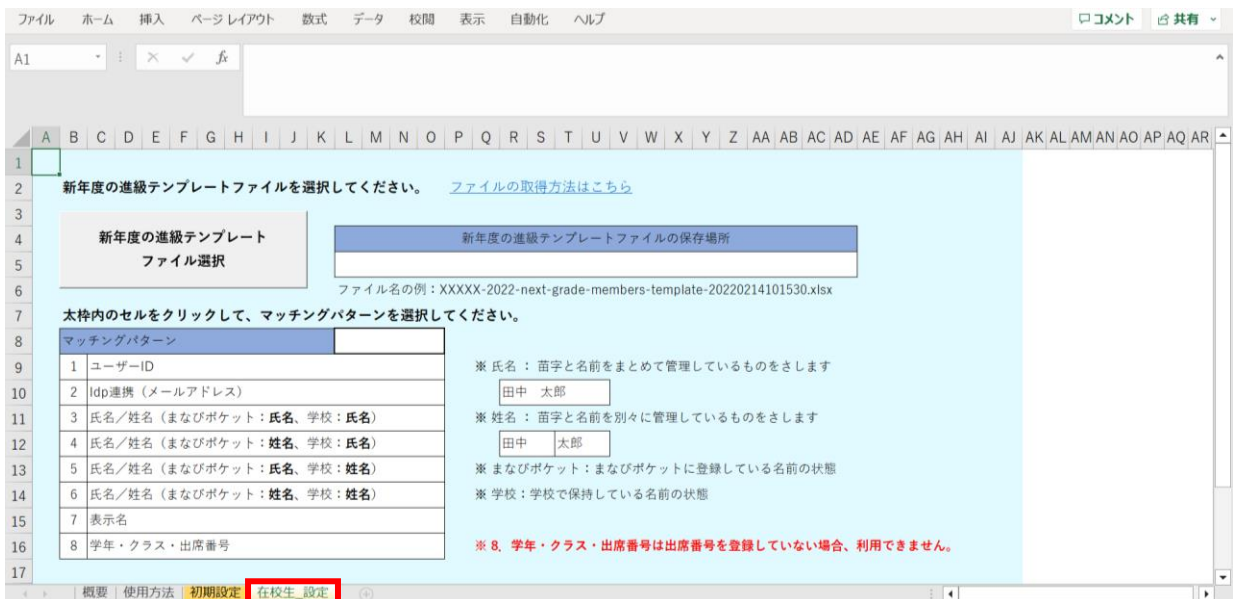 ファイル ホーム 挿入 ページ レイアウト 数式 データ 校閲 表示 自動化 ヘルプ コメント 共有
A1 fx
A B C D E F G H I J K L M N O P Q R S T U V W X Y Z AA AB AC AD AE AF AG AH AI AJ AK AL AM AN AO AP AQ AR
1
2 新年度の進級テンプレートファイルを選択してください。 ファイルの取得方法はこちら
3
4 新年度の進級テンプレート 新年度の進級テンプレートファイルの保存場所
5 ファイル選択
6 ファイル名の例：XXXXX-2022-next-grade-members-template-20220214101530.xlsx
7 太枠内のセルをクリックして、マッチングパターンを選択してください。
8 マッチングパターン
9 1 ユーザーID ※ 氏名 ： 苗字と名前をまとめて管理しているものをさします
10 2 Idp連携（メールアドレス） 田中　太郎
11 3 氏名／姓名（まなびポケット：氏名、学校：氏名） ※ 姓名 ： 苗字と名前を別々に管理しているものをさします
12 4 氏名／姓名（まなびポケット：姓名、学校：氏名） 田中 太郎
13 5 氏名／姓名（まなびポケット：氏名、学校：姓名） ※ まなびポケット：まなびポケットに登録している名前の状態
14 6 氏名／姓名（まなびポケット：姓名、学校：姓名） ※ 学校：学校で保持している名前の状態
15 7 表示名
16 8 学年・クラス・出席番号 ※ 8．学年・クラス・出席番号は出席番号を登録していない場合、利用できません。
17
概要 使用方法 初期設定 在校生_設定